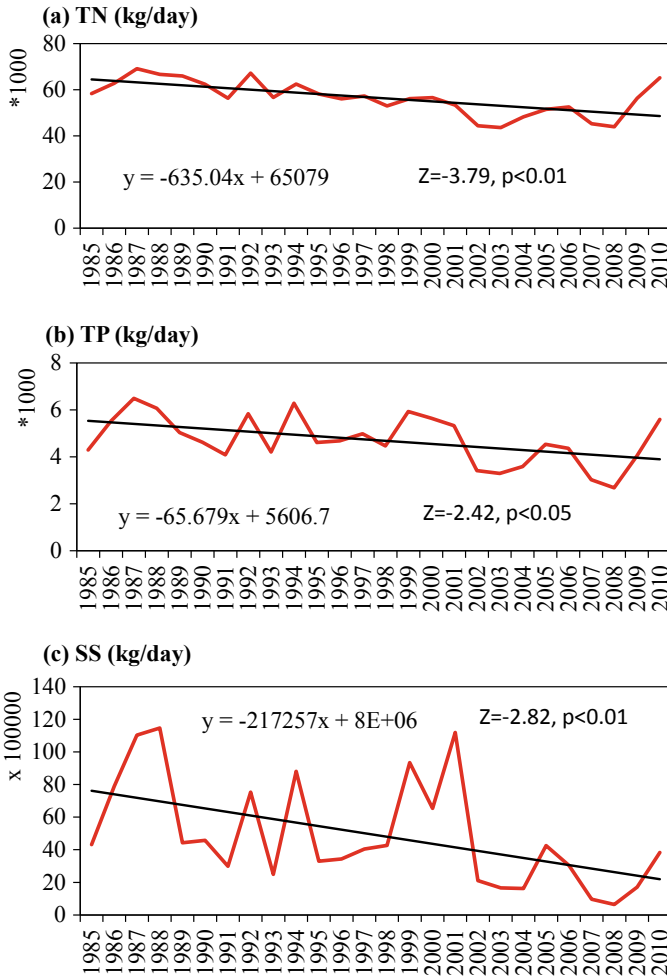 (a) TN (kg/day)
*1000
80
60
40
20
0
y = -635.04x + 65079
Z=-3.79, p<0.01
1985 1986 1987 1988 1989 1990 1991 1992 1993 1994 1995 1996 1997 1998 1999 2000 2001 2002 2003 2004 2005 2006 2007 2008 2009 2010
(b) TP (kg/day)
*1000
8
6
4
2
0
y = -65.679x + 5606.7
Z=-2.42, p<0.05
1985 1986 1987 1988 1989 1990 1991 1992 1993 1994 1995 1996 1997 1998 1999 2000 2001 2002 2003 2004 2005 2006 2007 2008 2009 2010
(c) SS (kg/day)
x 100000
140
120
100
80
60
40
20
0
y = -217257x + 8E+06
Z=-2.82, p<0.01
1985 1986 1987 1988 1989 1990 1991 1992 1993 1994 1995 1996 1997 1998 1999 2000 2001 2002 2003 2004 2005 2006 2007 2008 2009 2010